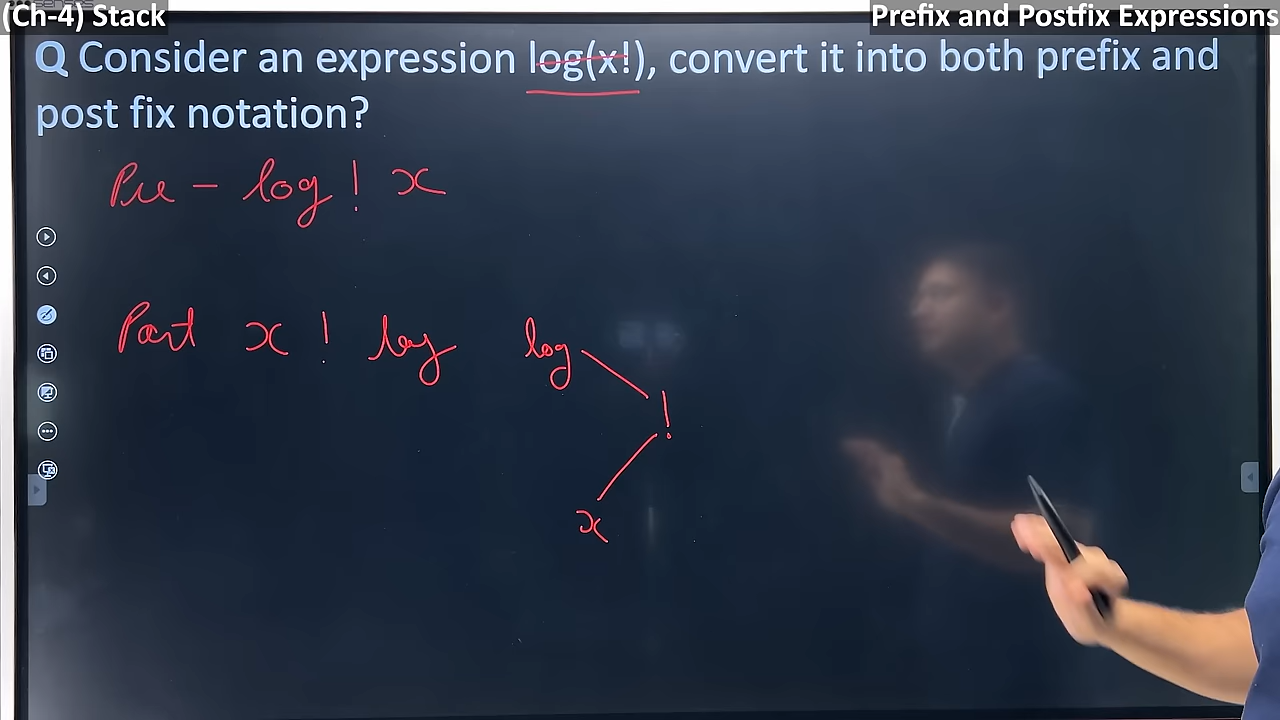 (Ch-4) Stack
Prefix and Postfix Expressions
Q Consider an expression log(x!), convert it into both prefix and
post fix notation?
Pre - log ! x
Post x ! log
log
!
x